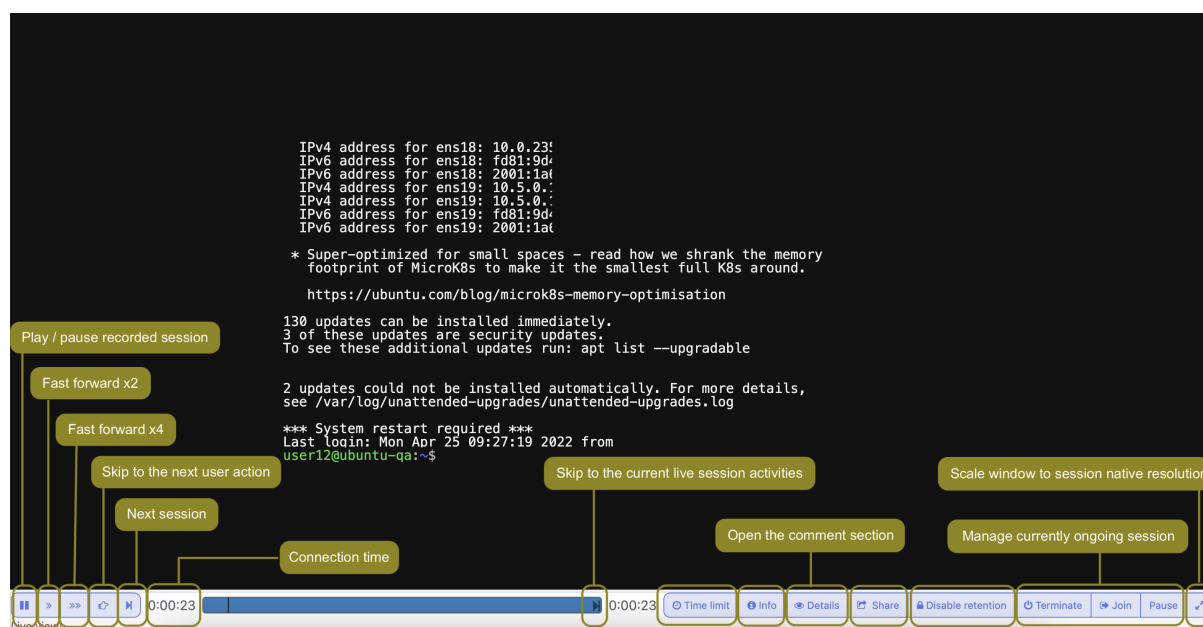 IPv4 address for ens18: 10.0.235
IPv6 address for ens18: fd81:9d4
IPv6 address for ens18: 2001:1a6
IPv4 address for ens19: 10.5.0.1
IPv4 address for ens19: 10.5.0.1
IPv6 address for ens19: fd81:9d4
IPv6 address for ens19: 2001:1a6
* Super-optimized for small spaces - read how we shrank the memory
footprint of MicroK8s to make it the smallest full K8s around.
https://ubuntu.com/blog/microk8s-memory-optimisation
130 updates can be installed immediately.
3 of these updates are security updates.
To see these additional updates run: apt list --upgradable
2 updates could not be installed automatically. For more details,
see /var/log/unattended-upgrades/unattended-upgrades.log
*** System restart required ***
Last login: Mon Apr 25 09:27:19 2022 from
user12@ubuntu-qa:~$
Play / pause recorded session
Fast forward x2
Fast forward x4
Skip to the next user action
Next session
Connection time
Skip to the current live session activities
Open the comment section
Scale window to session native resolution
Manage currently ongoing session
0:00:23
0:00:23
Time limit
Info
Details
Share
Disable retention
Terminate
Join
Pause